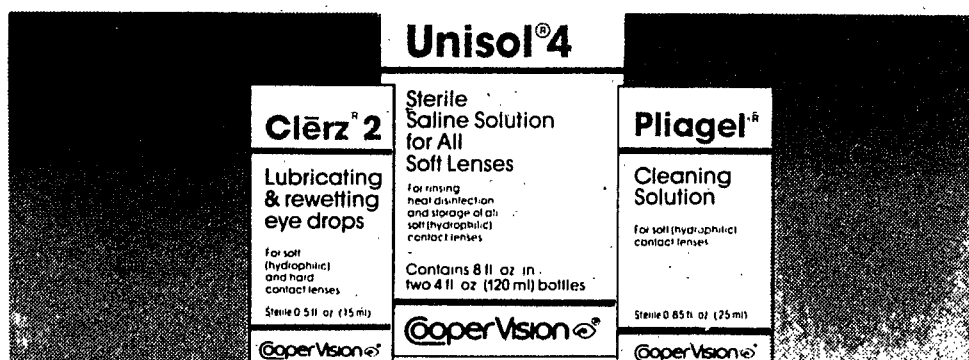 Unisol®4
Sterile
Saline Solution
for All
Soft Lenses
For rinsing
heat disinfection
and storage of all
soft (hydrophilic)
contact lenses
Contains 8 fl oz in
two 4 fl oz (120 ml) bottles
CooperVision®
Clērz® 2
Lubricating
& rewetting
eye drops
For soft
(hydrophilic)
and hard
contact lenses
Sterile 0.5 fl oz (15 ml)
CooperVision®
Pliagel®
Cleaning
Solution
For soft (hydrophilic)
contact lenses
Sterile 0.85 fl oz (25 ml)
CooperVision®